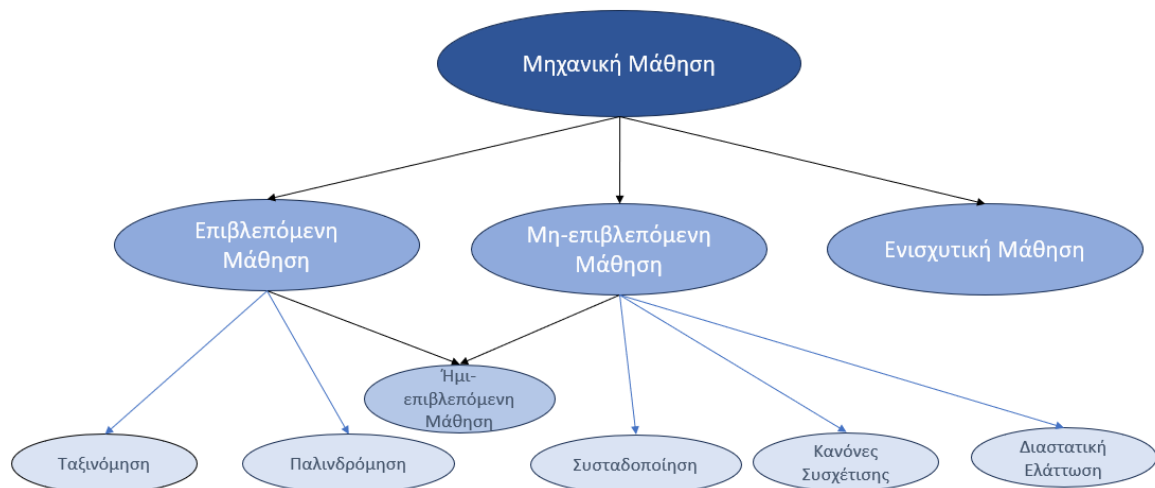 Μηχανική Μάθηση
Επιβλεπόμενη
Μάθηση
Μη-επιβλεπόμενη
Μάθηση
Ενισχυτική Μάθηση
Ήμι-
επιβλεπόμενη
Μάθηση
Ταξινόμηση
Παλινδρόμηση
Συσταδοποίηση
Κανόνες
Συσχέτισης
Διαστατική
Ελάττωση